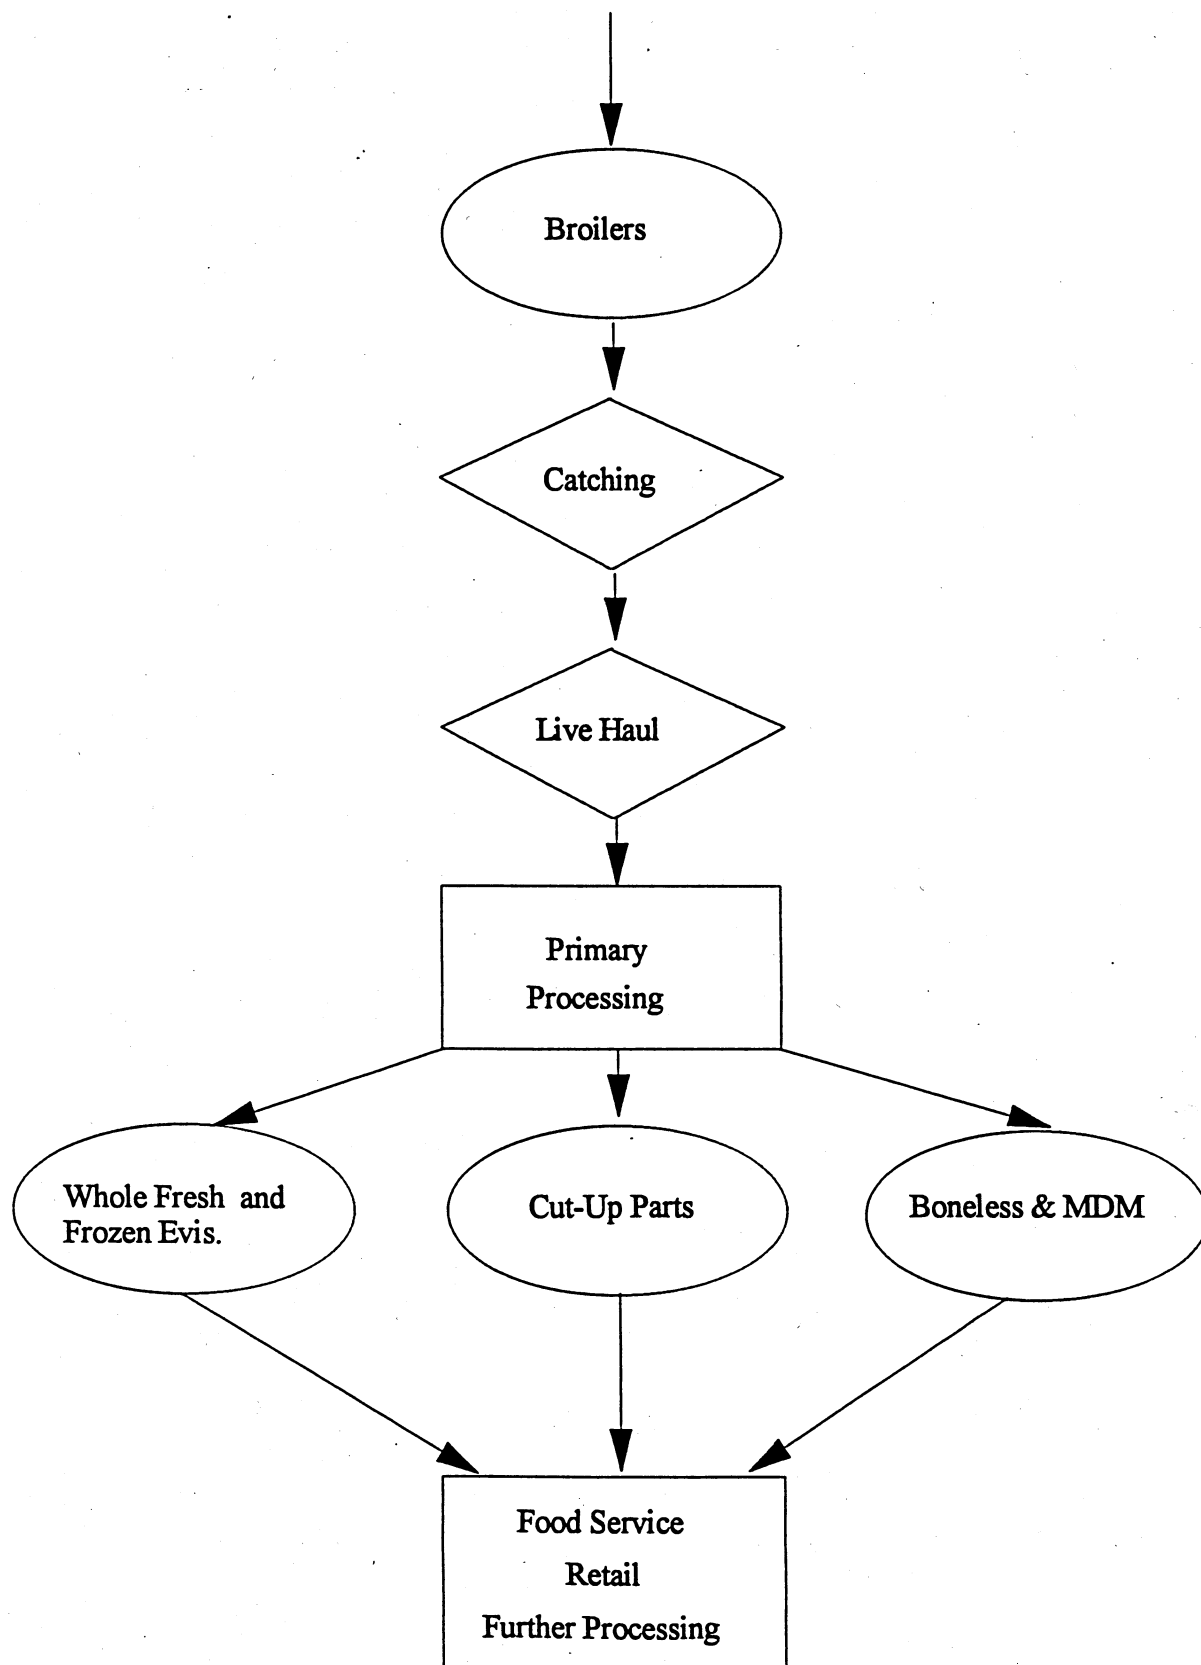 Broilers
Catching
Live Haul
Primary
Processing
Whole Fresh and
Frozen Evis.
Cut-Up Parts
Boneless & MDM
Food Service
Retail
Further Processing